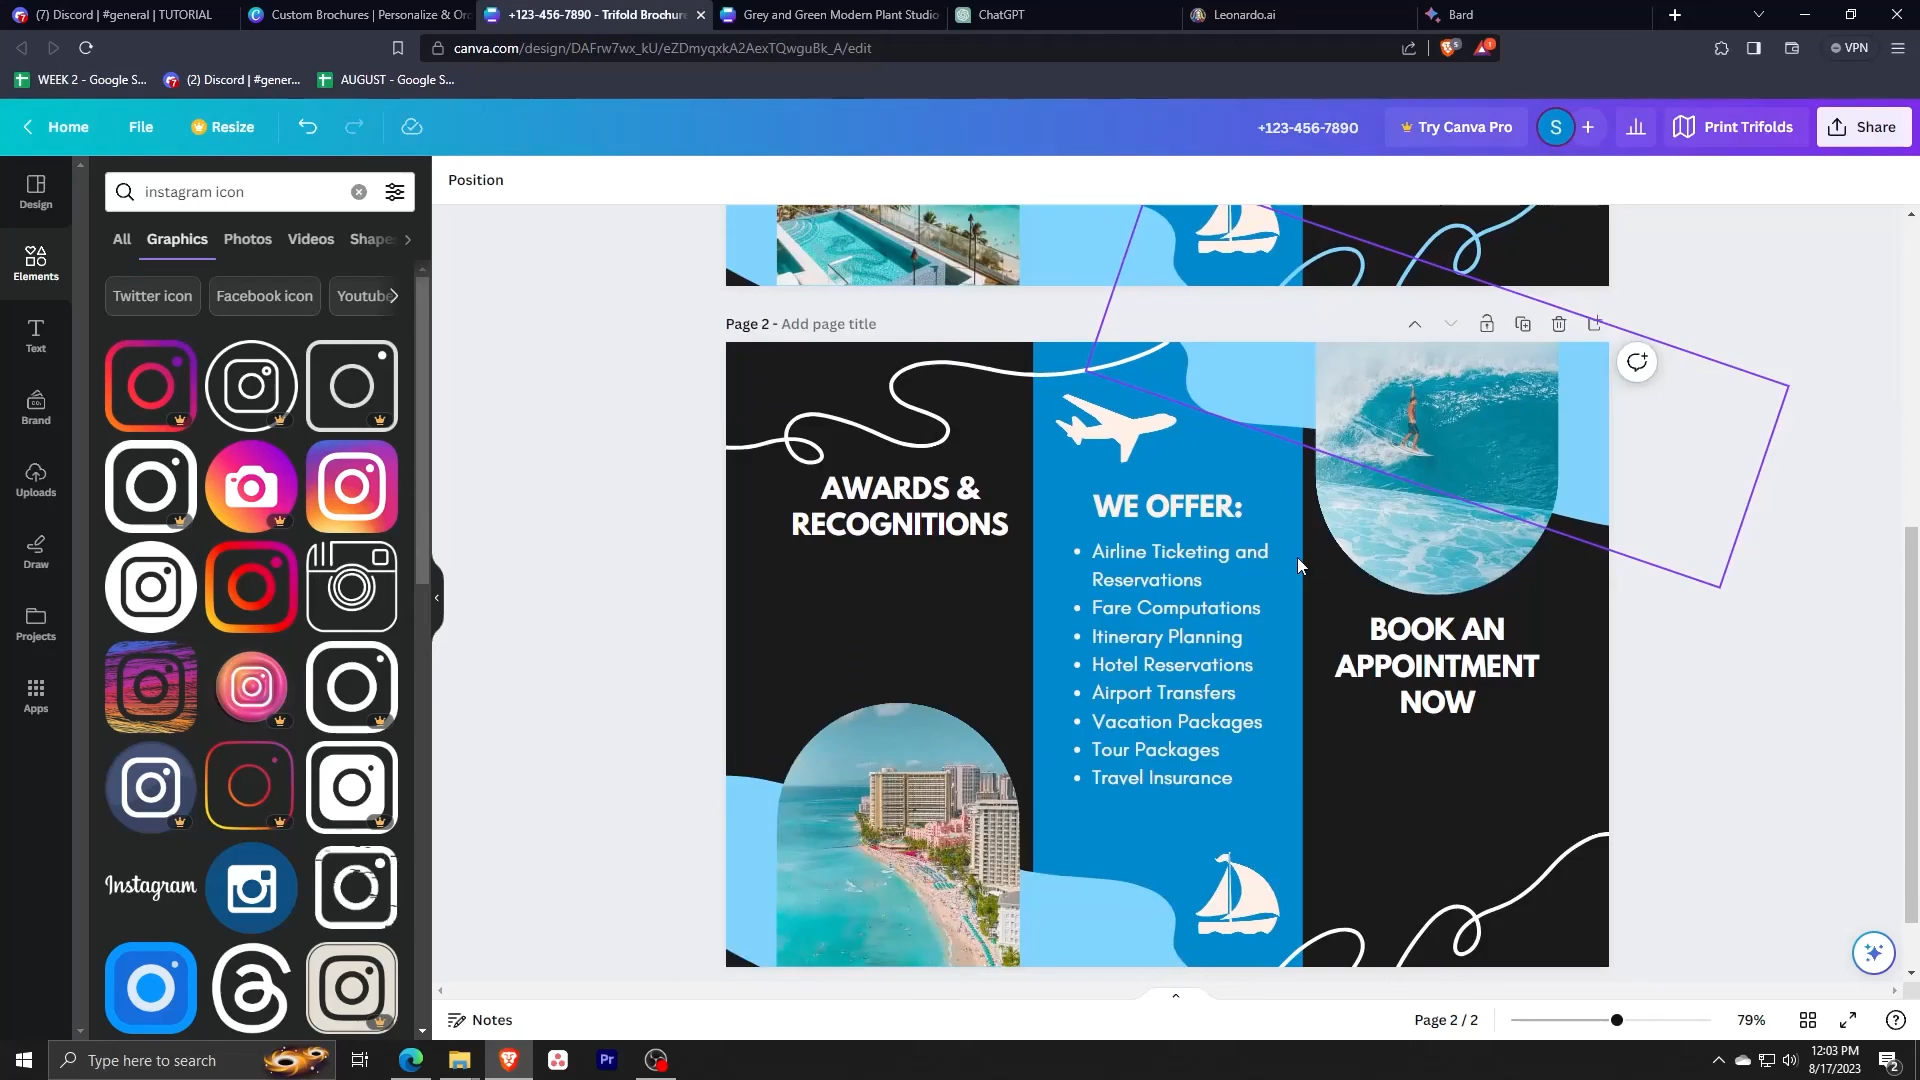 (7) Discord | #general | TUTORIAL
Custom Brochures | Personalize & Or
+123-456-7890 - Trifold Brochure
Grey and Green Modern Plant Studio
ChatGPT
Leonardo.ai
Bard
canva.com/design/DAFrw7wx_kU/eZDmyqxkA2AexTQwguBk_A/edit
5
1
VPN
WEEK 2 - Google S...
(2) Discord | #gener...
AUGUST - Google S...
Home
File
Resize
+123-456-7890
Try Canva Pro
S
Print Trifolds
Share
Design
Elements
Text
Brand
Uploads
Draw
Projects
Apps
instagram icon
All
Graphics
Photos
Videos
Shape
Twitter icon
Facebook icon
Youtube
Instagram
Position
Page 2 - Add page title
AWARDS &
RECOGNITIONS
WE OFFER:
• Airline Ticketing and
Reservations
• Fare Computations
• Itinerary Planning
• Hotel Reservations
• Airport Transfers
• Vacation Packages
• Tour Packages
• Travel Insurance
BOOK AN
APPOINTMENT
NOW
Notes
Page 2 / 2
79%
Type here to search
Pr
12:03 PM
8/17/2023
2